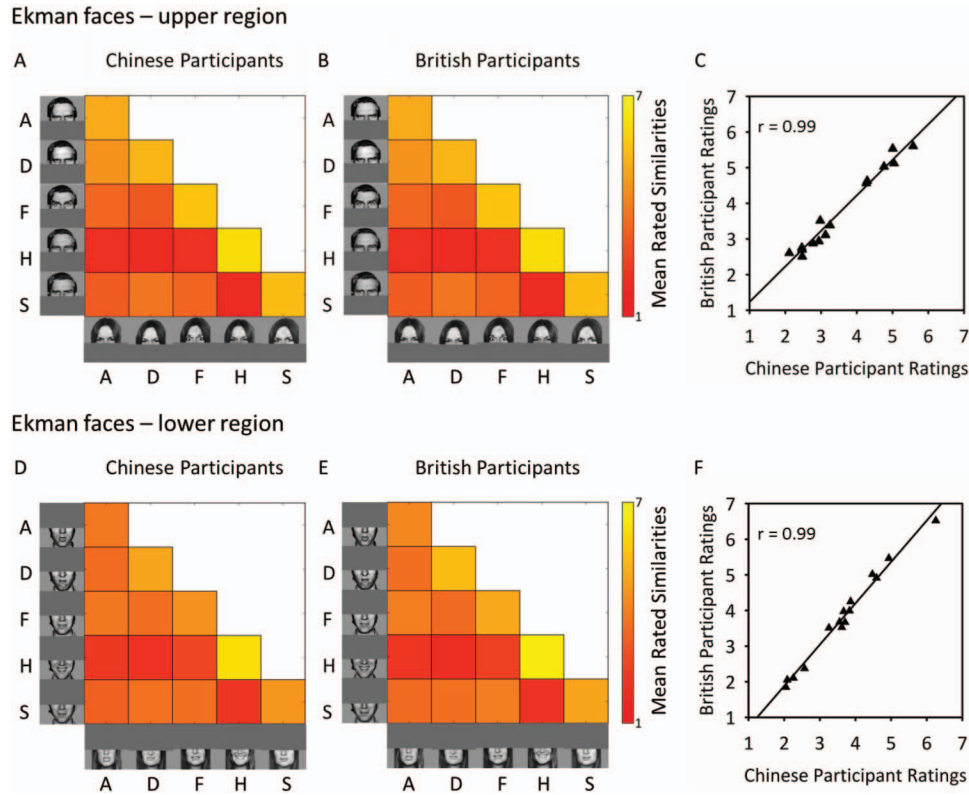 Ekman faces – upper region
A Chinese Participants B British Participants C
A
D
F
H
S
A D F H S
A
D
F
H
S
A D F H S
7
Mean Rated Similarities
1
7
6
5
4
3
2
1
British Participant Ratings
r = 0.99
1 2 3 4 5 6 7
Chinese Participant Ratings
Ekman faces – lower region
D Chinese Participants E British Participants F
A
D
F
H
S
A D F H S
A
D
F
H
S
A D F H S
7
Mean Rated Similarities
1
7
6
5
4
3
2
1
British Participant Ratings
r = 0.99
1 2 3 4 5 6 7
Chinese Participant Ratings